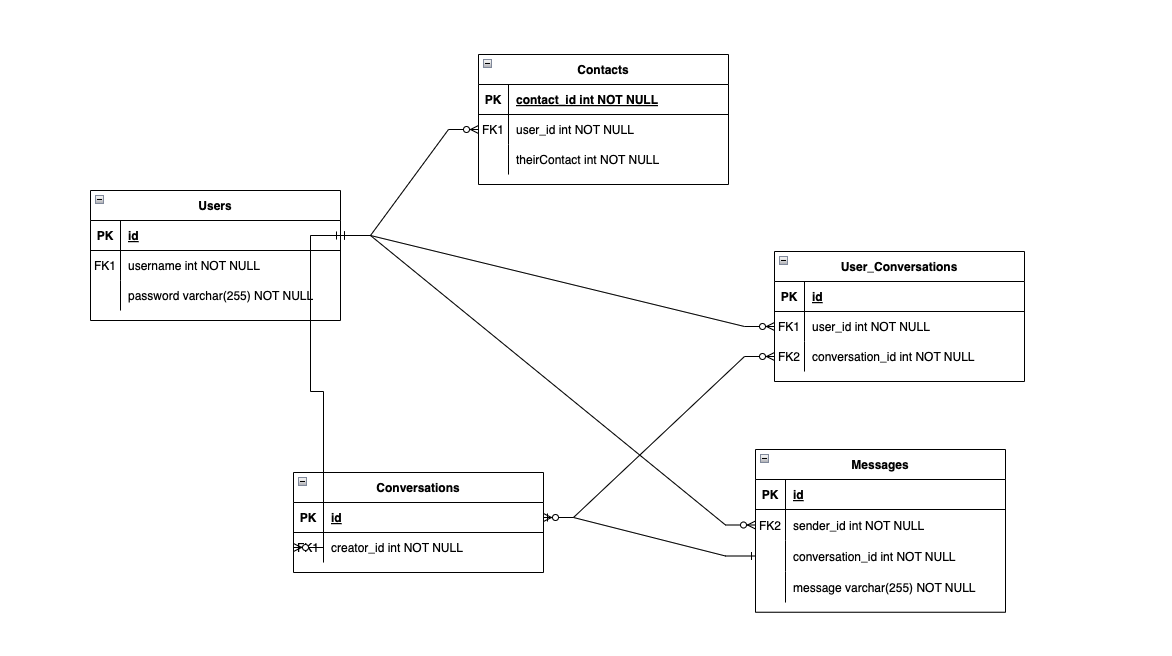 Contacts
PK contact_id int NOT NULL
FK1 user_id int NOT NULL
theirContact int NOT NULL
Users
PK id
FK1 username int NOT NULL
password varchar(255) NOT NULL
User_Conversations
PK id
FK1 user_id int NOT NULL
FK2 conversation_id int NOT NULL
Messages
PK id
FK2 sender_id int NOT NULL
conversation_id int NOT NULL
message varchar(255) NOT NULL
Conversations
PK id
FK1 creator_id int NOT NULL